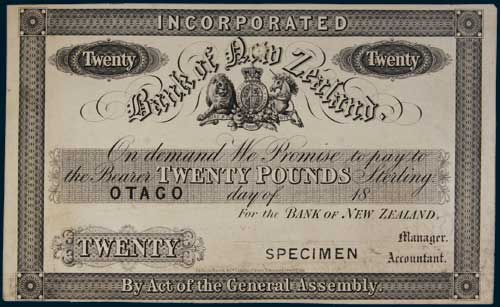 INCORPORATED
Twenty Twenty
Bank of New Zealand.
On demand We Promise to pay to
the Bearer TWENTY POUNDS Sterling
OTAGO day of 18
For the BANK OF NEW ZEALAND,
Manager.
TWENTY SPECIMEN Accountant.
By Act of the General Assembly.